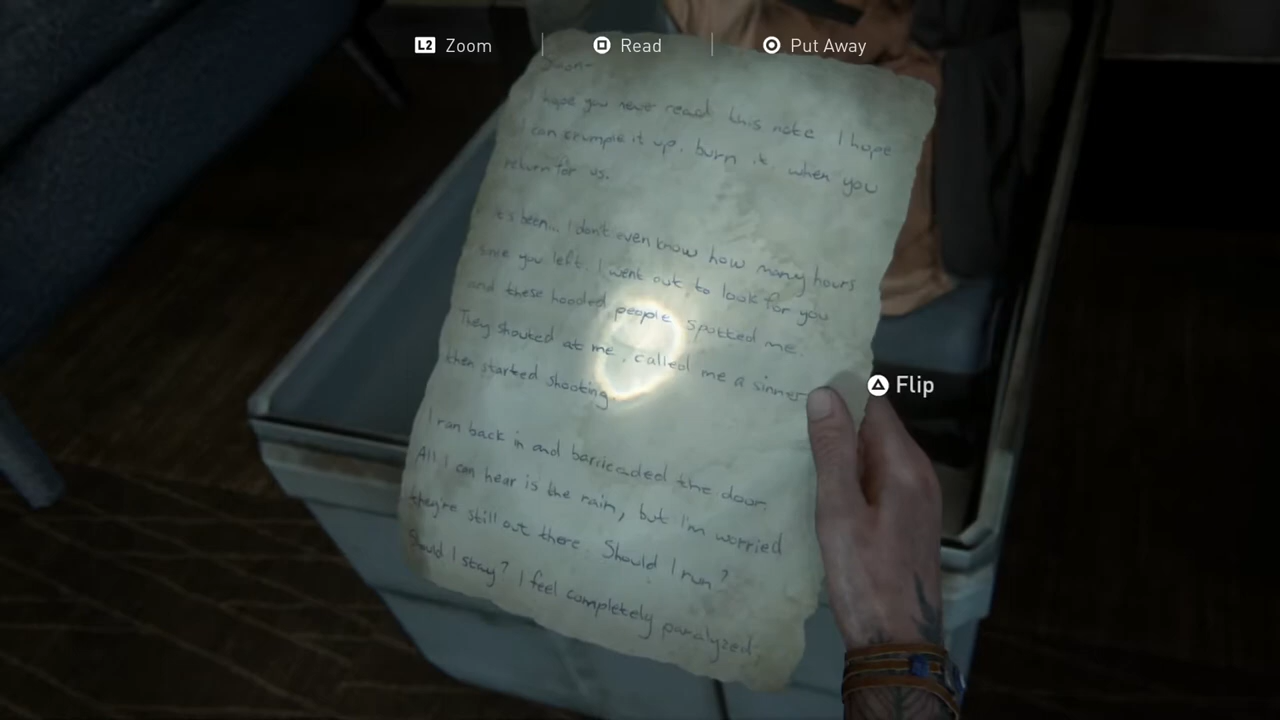 L2 Zoom
Read
Put Away
hope you never read this note I hope
I can crumple it up, burn it when you
return for us.
It's been... I don't even know how many hours
since you left. I went out to look for you
and these hooded people spotted me.
They shouted at me, called me a sinner
then started shooting.
Flip
I ran back in and barricaded the door.
All I can hear is the rain, but I'm worried
they're still out there. Should I run?
Should I stay? I feel completely paralyzed